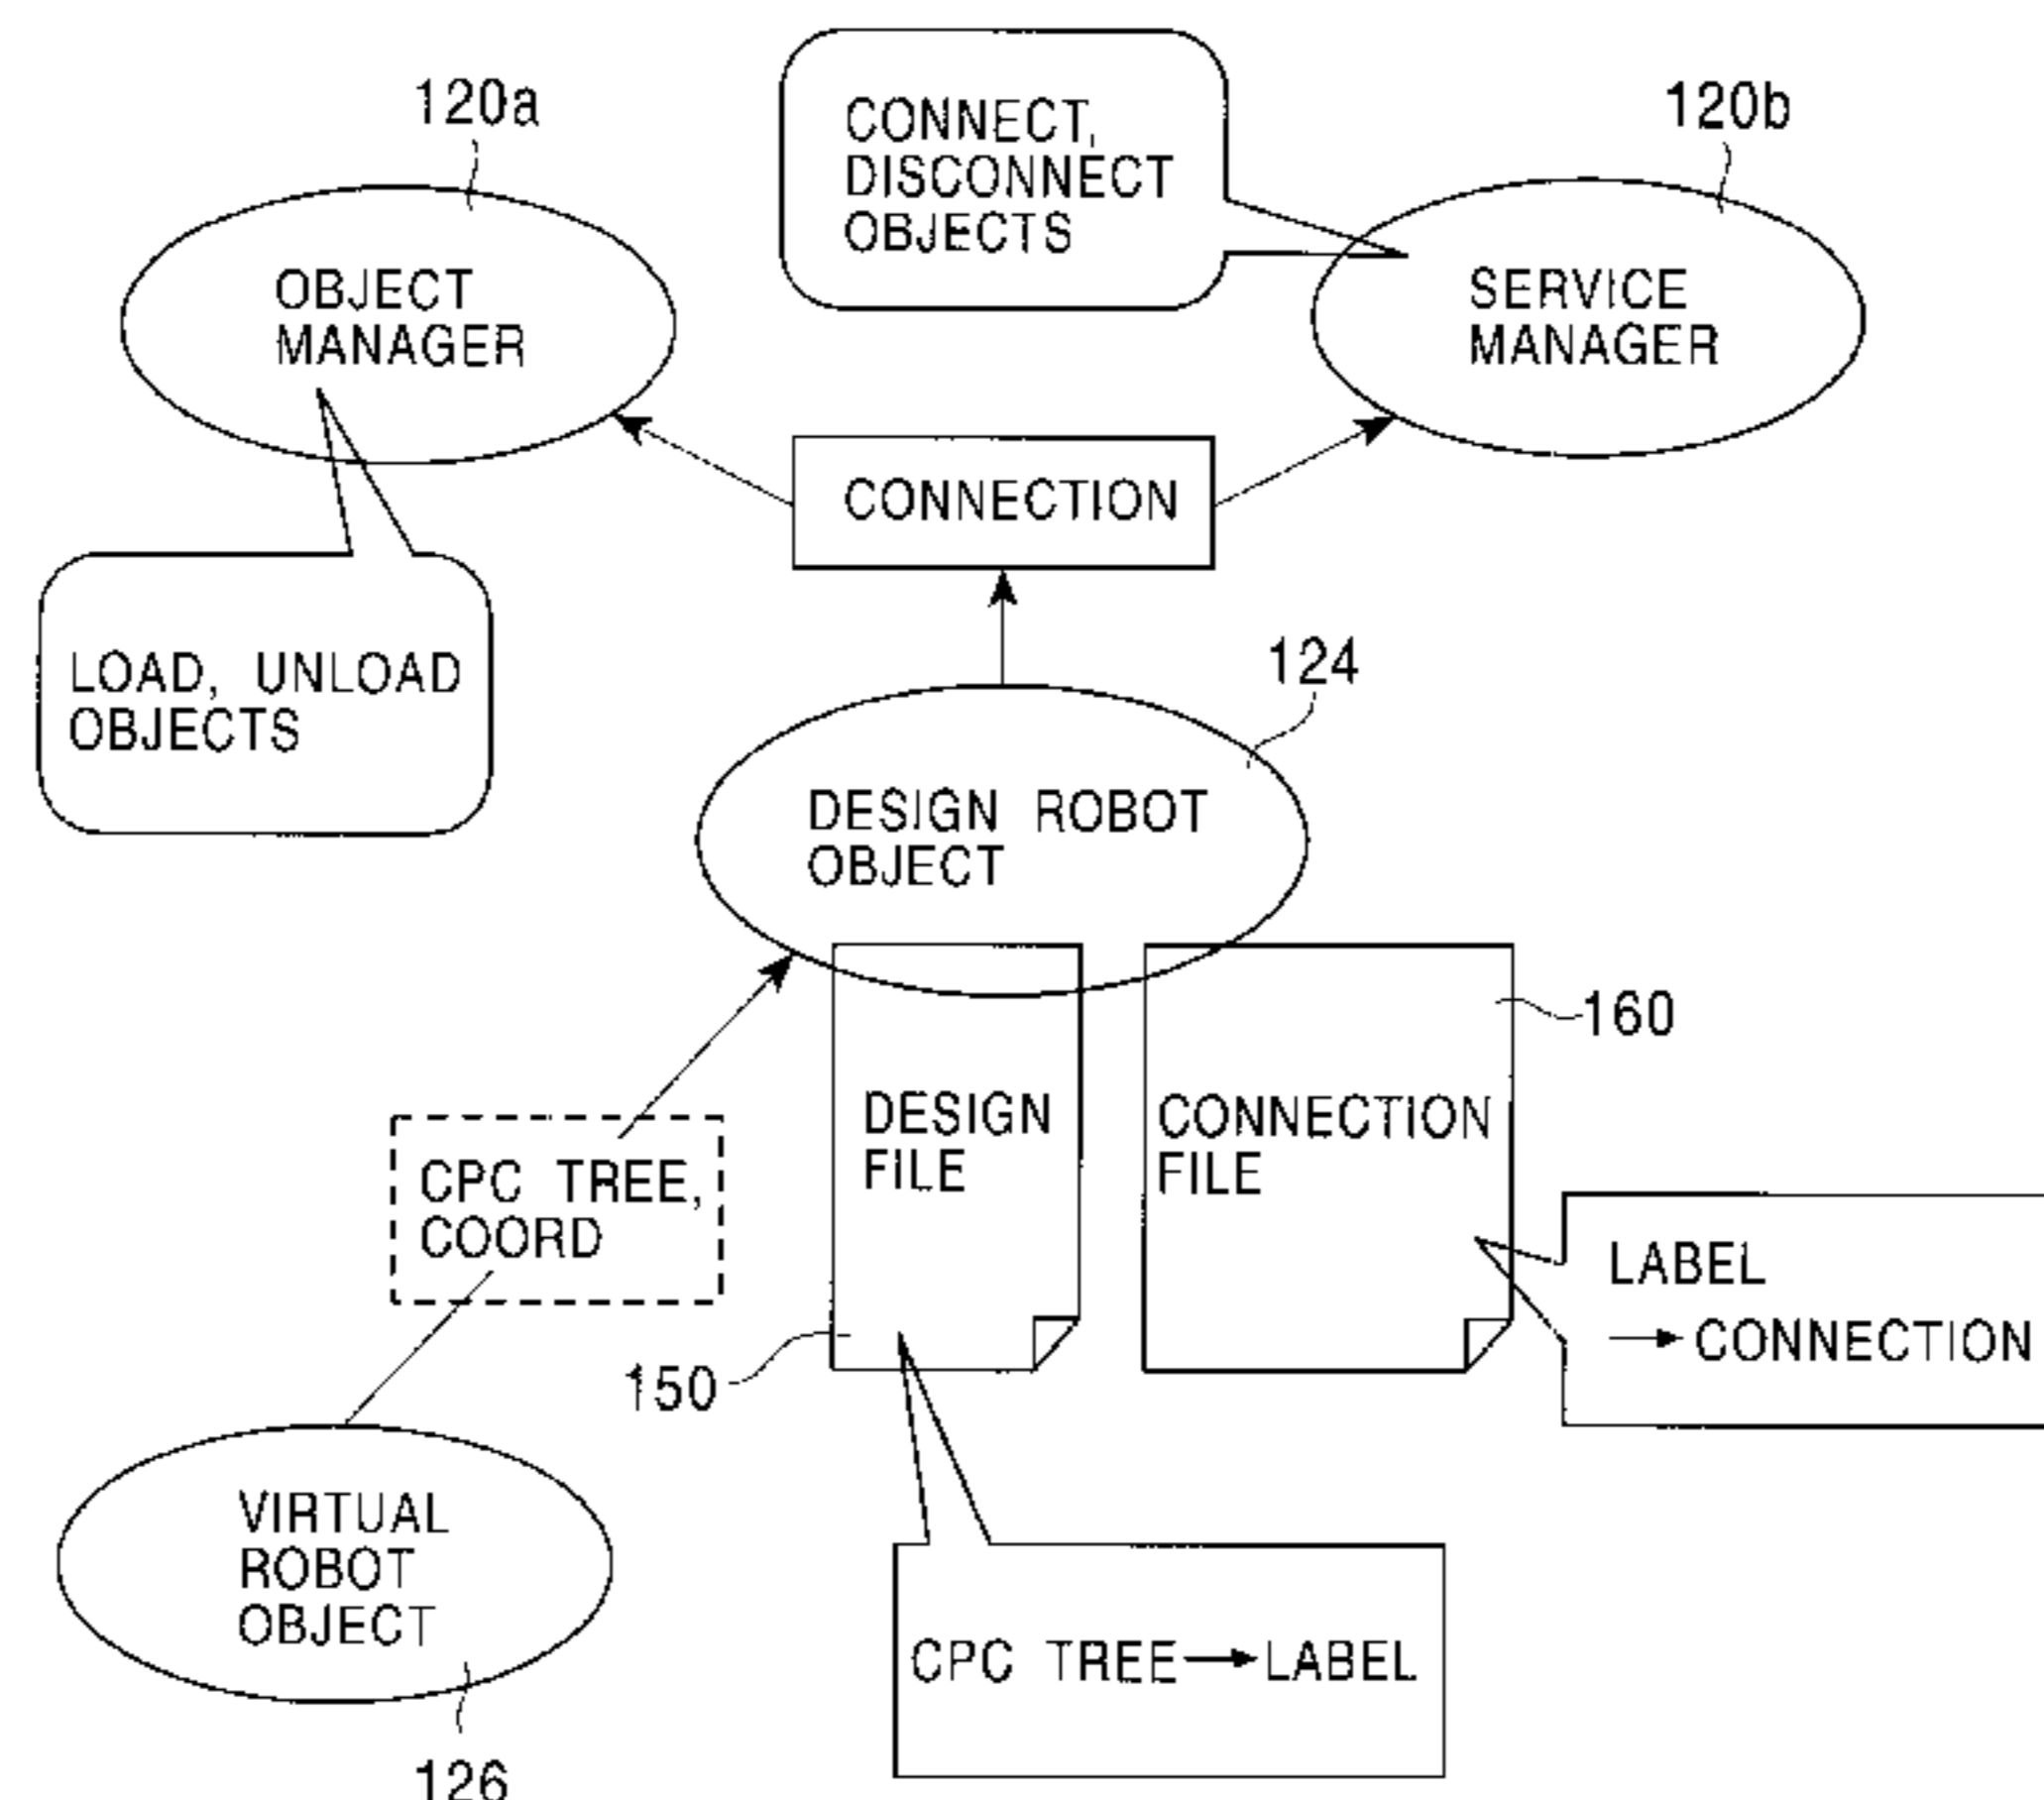 120a
CONNECT,
DISCONNECT
OBJECTS
120b
OBJECT
MANAGER
SERVICE
MANAGER
CONNECTION
LOAD, UNLOAD
OBJECTS
124
DESIGN ROBOT
OBJECT
160
DESIGN
FILE
CONNECTION
FILE
CPC TREE,
COORD
LABEL
→ CONNECTION
150
VIRTUAL
ROBOT
OBJECT
CPC TREE→LABEL
126